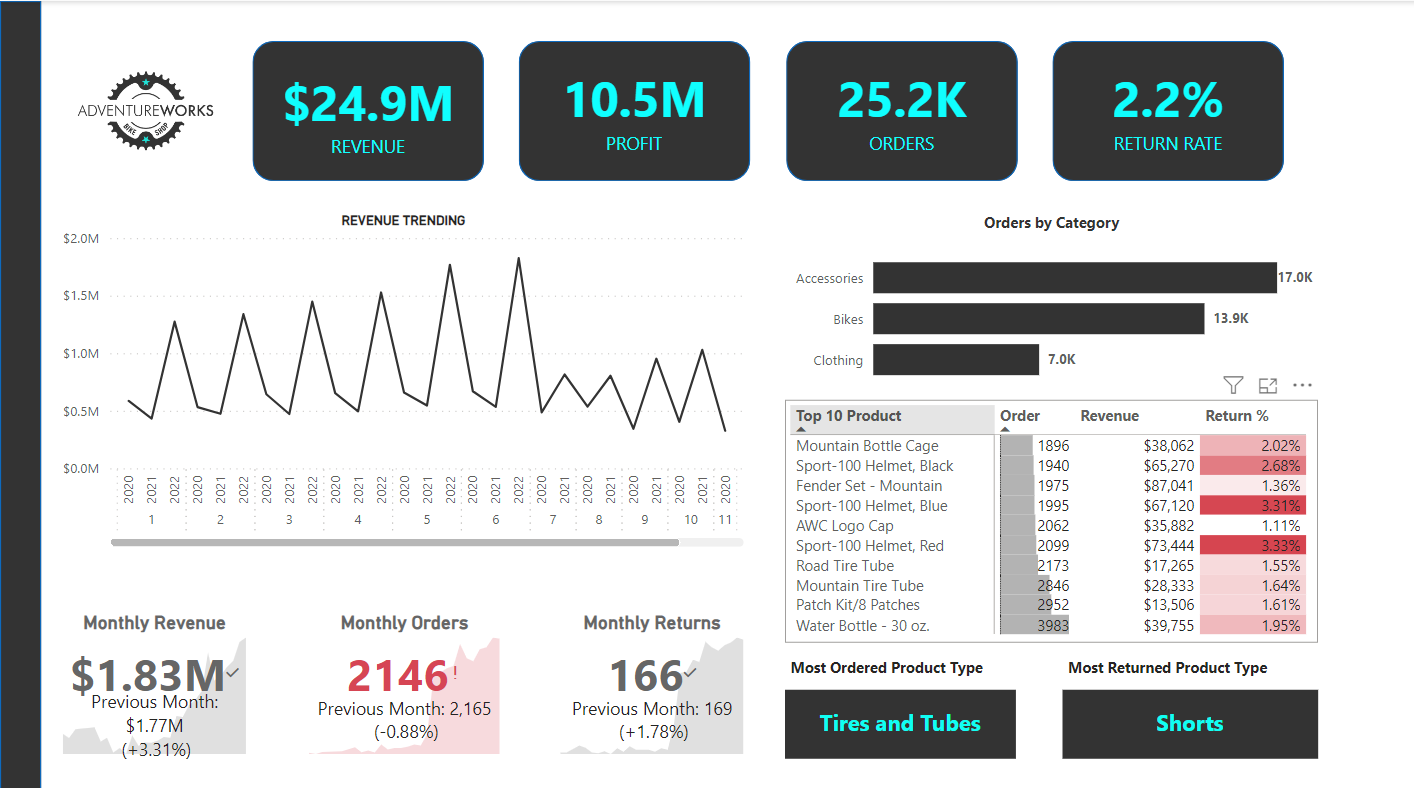 ADVENTUREWORKS
BIKE SHOP
$24.9M
REVENUE
10.5M
PROFIT
25.2K
ORDERS
2.2%
RETURN RATE
REVENUE TRENDING
$2.0M
$1.5M
$1.0M
$0.5M
$0.0M
2020 2021 2022 2020 2021 2022 2020 2021 2022 2020 2021 2022 2020 2021 2022 2020 2021 2022 2020 2021 2020 2021 2020 2021 2020 2021 2020
1 2 3 4 5 6 7 8 9 10 11
Orders by Category
Accessories 17.0K
Bikes 13.9K
Clothing 7.0K
Top 10 Product Order Revenue Return %
Mountain Bottle Cage 1896 $38,062 2.02%
Sport-100 Helmet, Black 1940 $65,270 2.68%
Fender Set - Mountain 1975 $87,041 1.36%
Sport-100 Helmet, Blue 1995 $67,120 3.31%
AWC Logo Cap 2062 $35,882 1.11%
Sport-100 Helmet, Red 2099 $73,444 3.33%
Road Tire Tube 2173 $17,265 1.55%
Mountain Tire Tube 2846 $28,333 1.64%
Patch Kit/8 Patches 2952 $13,506 1.61%
Water Bottle - 30 oz. 3983 $39,755 1.95%
Monthly Revenue
$1.83M
Previous Month:
$1.77M
(+3.31%)
Monthly Orders
2146!
Previous Month: 2,165
(-0.88%)
Monthly Returns
166
Previous Month: 169
(+1.78%)
Most Ordered Product Type
Tires and Tubes
Most Returned Product Type
Shorts